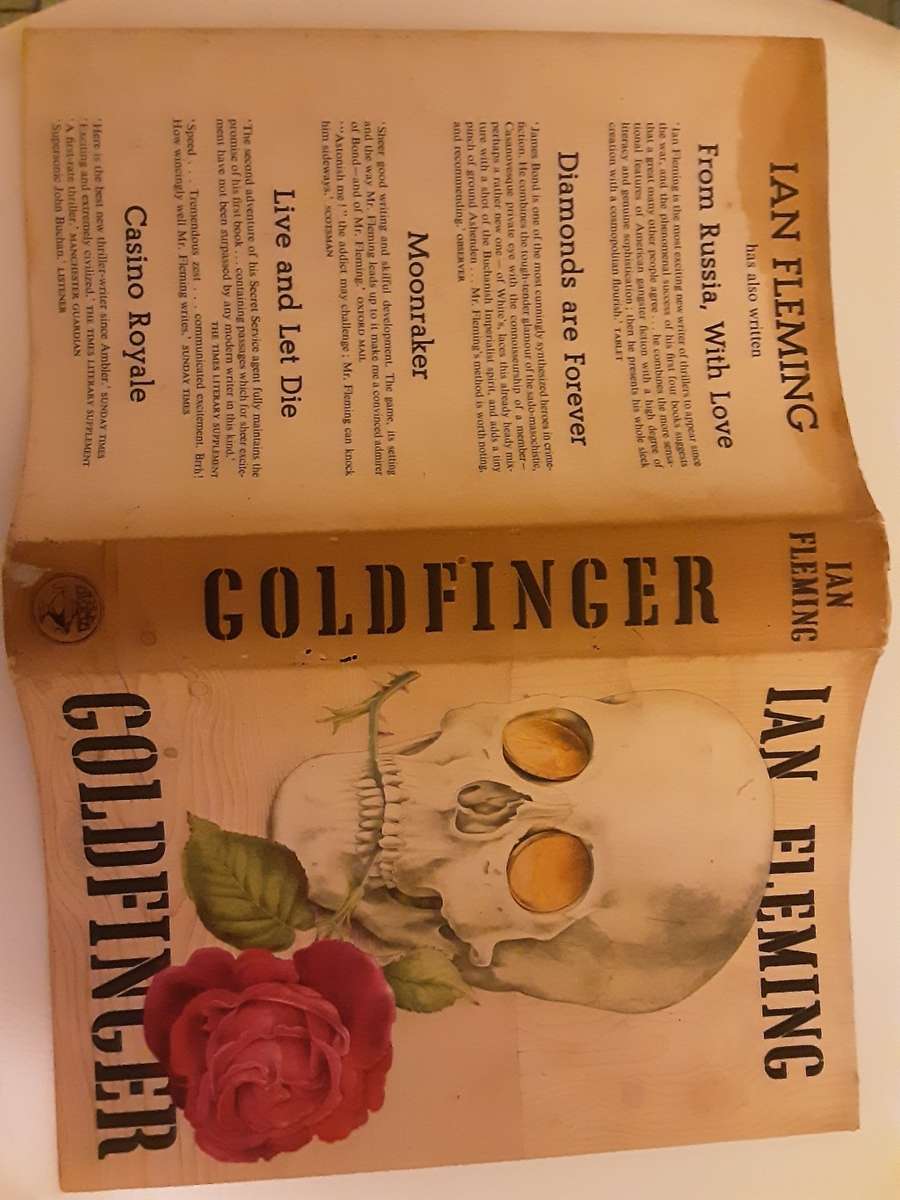 IAN FLEMING
has also written
From Russia, With Love
'Ian Fleming is the most exciting new writer of thrillers to appear since
the war, and the phenomenal success of his first four books suggests
that a great many other people agree . . . he combines the more sensa-
tional features of American gangster fiction with a high degree of
literacy and genuine sophistication ; then he presents his whole sleek
creation with a cosmopolitan flourish.' TABLET
Diamonds are Forever
'James Bond is one of the most cunningly synthesized heroes in crime-
fiction. He combines the tough-tender glamour of the sado-masochistic,
Casanovesque private eye with the connoisseurship of a member—
perhaps a rather new one—of White's, laces this already heady mix-
ture with a shot of the Buchanish Imperialist spirit, and adds a tiny
punch of ground Ashenden . . . Mr. Fleming's method is worth noting,
and recommending.' OBSERVER
Moonraker
'Sheer good writing and skilful development. The game, its setting
and the way Mr. Fleming leads up to it make me a convinced admirer
of Bond—and of Mr. Fleming.' OXFORD MAIL
'"Astonish me !" the addict may challenge ; Mr. Fleming can knock
him sideways.' SCOTSMAN
Live and Let Die
'The second adventure of his Secret Service agent fully maintains the
promise of his first book . . . containing passages which for sheer excite-
ment have not been surpassed by any modern writer in this kind.'
THE TIMES LITERARY SUPPLEMENT
'Speed . . . Tremendous zest . . . communicated excitement. Brrh!
How wincingly well Mr. Fleming writes.' SUNDAY TIMES
Casino Royale
'Here is the best new thriller-writer since Ambler.' SUNDAY TIMES
'Exciting and extremely civilized.' THE TIMES LITERARY SUPPLEMENT
'A first-rate thriller.' MANCHESTER GUARDIAN
'Supersonic John Buchan.' LISTENER
IAN
FLEMING
GOLDFINGER
IAN FLEMING
GOLDFINGER